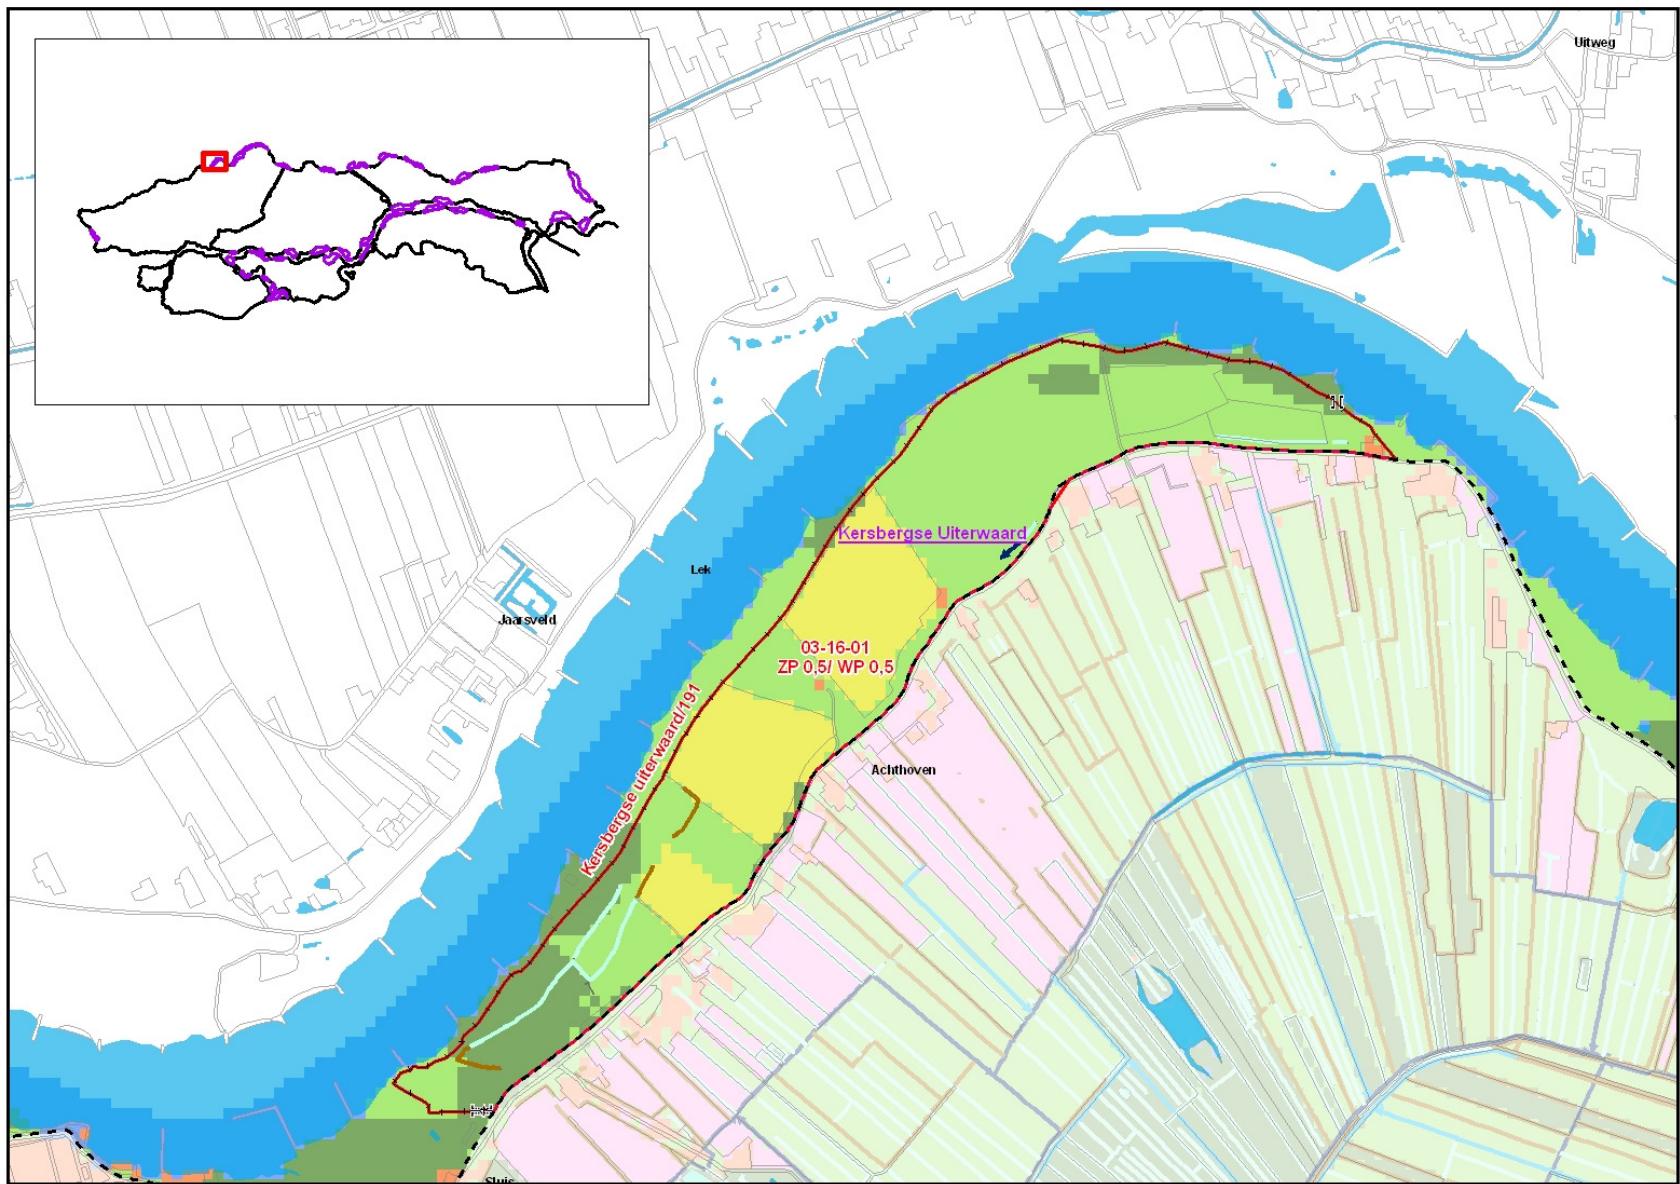 Uitweg
Kersbergse Uiterwaard
Lek
Jaarsveld
03-16-01
ZP 0,5/ WP 0,5
Kersbergse uiterwaard/191
Achthoven
Sluis